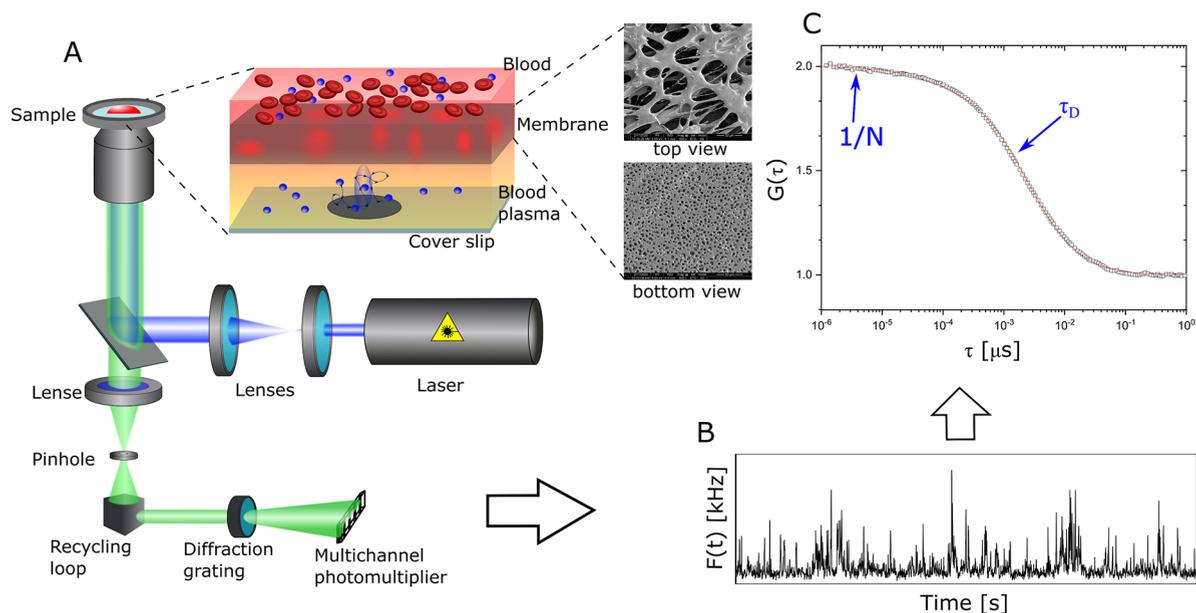 A
Sample
Blood
Membrane
Blood
plasma
Cover slip
top view
bottom view
Lenses
Laser
Lense
Pinhole
Recycling
loop
Diffraction
grating
Multichannel
photomultiplier
C
G(τ)
2.0
1.5
1.0
1/N
τD
10⁻⁶ 10⁻⁵ 10⁻⁴ 10⁻³ 10⁻² 10⁻¹ 10⁰
τ [µs]
B
F(t) [kHz]
Time [s]